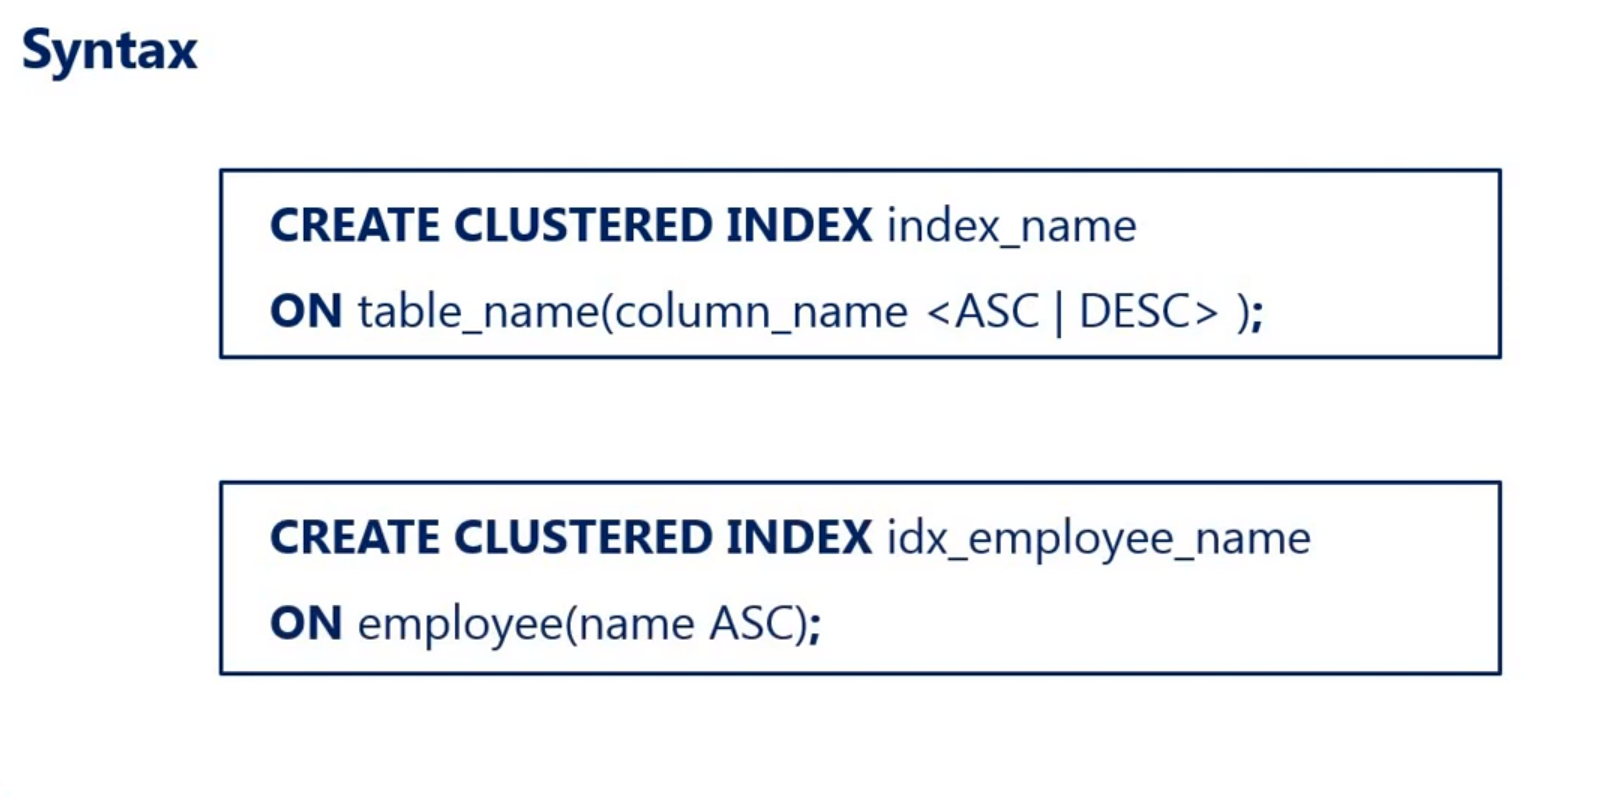 Syntax
CREATE CLUSTERED INDEX index_name
ON table_name(column_name <ASC | DESC> );
CREATE CLUSTERED INDEX idx_employee_name
ON employee(name ASC);